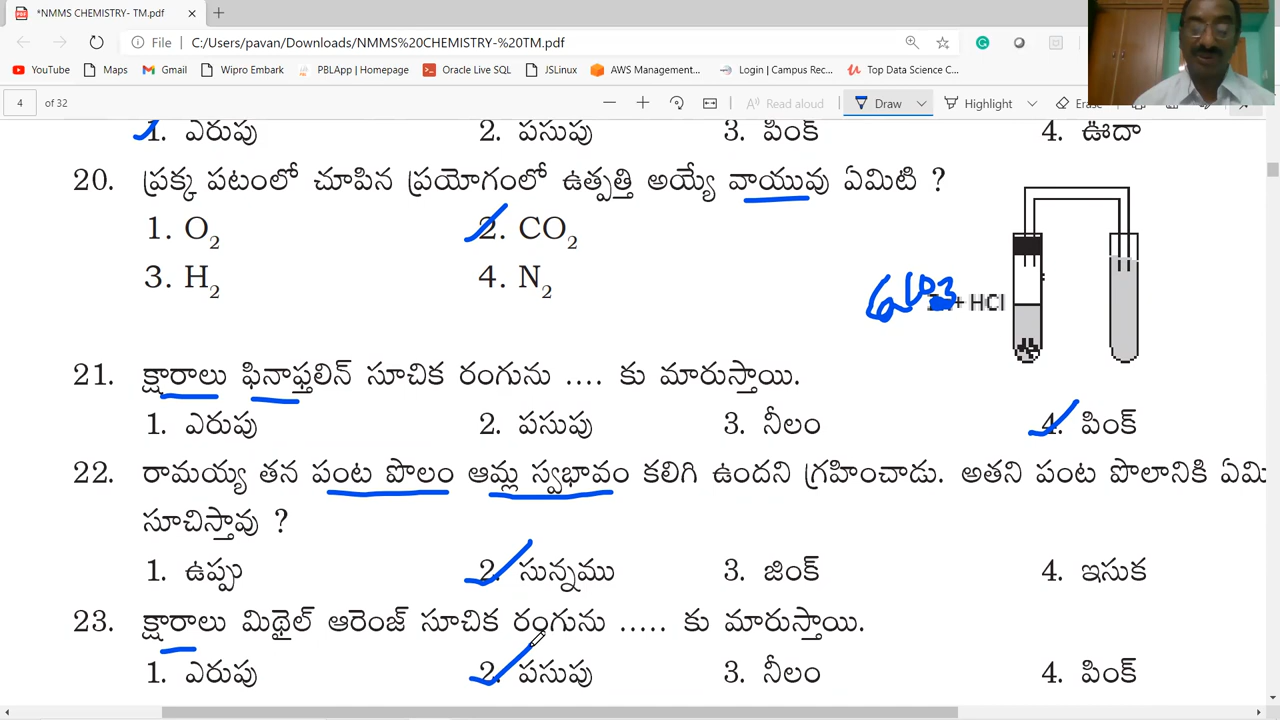 *NMMS CHEMISTRY- TM.pdf
File C:/Users/pavan/Downloads/NMMS%20CHEMISTRY-%20TM.pdf
YouTube Maps Gmail Wipro Embark PBLApp | Homepage Oracle Live SQL JSLinux AWS Management... Login | Campus Rec... Top Data Science C...
4 of 32 Read aloud Draw Highlight Erase
1. ఎరుపు 2. పసుపు 3. పింక్ 4. ఊదా
20. ప్రక్క పటంలో చూపిన ప్రయోగంలో ఉత్పత్తి అయ్యే వాయువు ఏమిటి ?
1. O2 2. CO2
3. H2 4. N2
+ HCl
21. క్షారాలు ఫినాఫ్తలిన్ సూచిక రంగును .... కు మారుస్తాయి.
1. ఎరుపు 2. పసుపు 3. నీలం 4. పింక్
22. రామయ్య తన పంట పొలం ఆమ్ల స్వభావం కలిగి ఉందని గ్రహించాడు. అతని పంట పొలానికి ఏమి
సూచిస్తావు ?
1. ఉప్పు 2. సున్నము 3. జింక్ 4. ఇసుక
23. క్షారాలు మిథైల్ ఆరెంజ్ సూచిక రంగును ..... కు మారుస్తాయి.
1. ఎరుపు 2. పసుపు 3. నీలం 4. పింక్